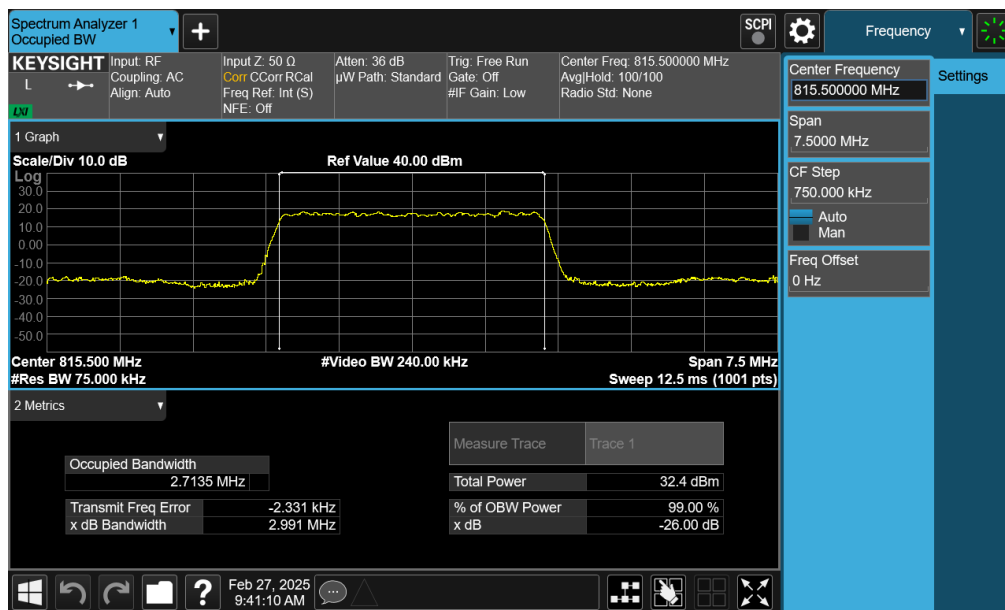 Spectrum Analyzer 1
Occupied BW
SCPI
Frequency
KEYSIGHT
L
LXI
Input: RF
Coupling: AC
Align: Auto
Input Z: 50 Ω
Corr CCorr RCal
Freq Ref: Int (S)
NFE: Off
Atten: 36 dB
µW Path: Standard
Trig: Free Run
Gate: Off
#IF Gain: Low
Center Freq: 815.500000 MHz
Avg|Hold: 100/100
Radio Std: None
Center Frequency
815.500000 MHz
Settings
Span
7.5000 MHz
CF Step
750.000 kHz
Auto
Man
Freq Offset
0 Hz
1 Graph
Scale/Div 10.0 dB
Ref Value 40.00 dBm
Log
30.0
20.0
10.0
0.00
-10.0
-20.0
-30.0
-40.0
-50.0
Center 815.500 MHz
#Video BW 240.00 kHz
Span 7.5 MHz
#Res BW 75.000 kHz
Sweep 12.5 ms (1001 pts)
2 Metrics
Measure Trace
Trace 1
Occupied Bandwidth
2.7135 MHz
Total Power
32.4 dBm
Transmit Freq Error
-2.331 kHz
% of OBW Power
99.00 %
x dB Bandwidth
2.991 MHz
x dB
-26.00 dB
?
Feb 27, 2025
9:41:10 AM